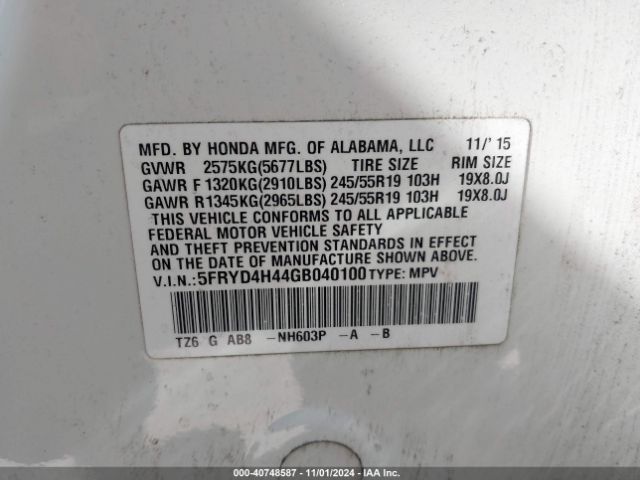 MFD. BY HONDA MFG. OF ALABAMA, LLC 11/'15
GVWR 2575KG(5677LBS) TIRE SIZE RIM SIZE
GAWR F 1320KG(2910LBS) 245/55R19 103H 19X8.0J
GAWR R1345KG(2965LBS) 245/55R19 103H 19X8.0J
THIS VEHICLE CONFORMS TO ALL APPLICABLE
FEDERAL MOTOR VEHICLE SAFETY
AND THEFT PREVENTION STANDARDS IN EFFECT
ON THE DATE OF MANUFACTURE SHOWN ABOVE.
V.I.N.: 5FRYD4H44GB040100 TYPE: MPV
TZ6 G AB8 -NH603P -A -B
000-40748587 - 11/01/2024 - IAA Inc.